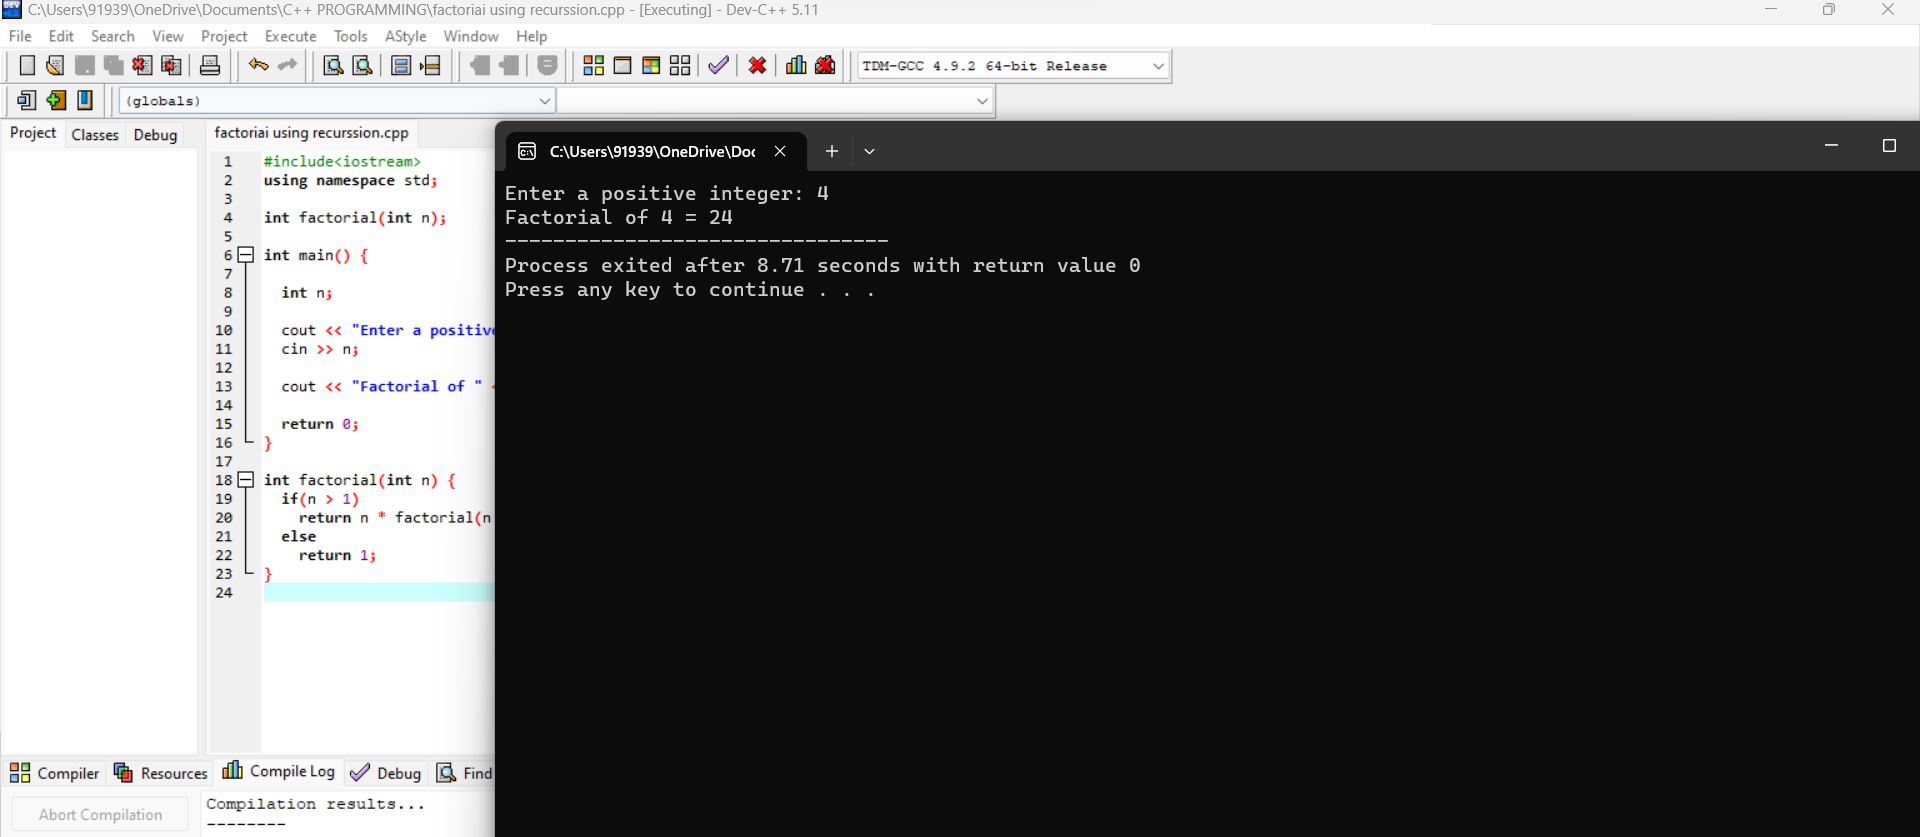 C:\Users\91939\OneDrive\Documents\C++ PROGRAMMING\factoriai using recurssion.cpp - [Executing] - Dev-C++ 5.11
File Edit Search View Project Execute Tools AStyle Window Help
TDM-GCC 4.9.2 64-bit Release
(globals)
Project Classes Debug
factoriai using recurssion.cpp
1 #include<iostream>
2 using namespace std;
3
4 int factorial(int n);
5
6 int main() {
7
8 int n;
9
10 cout << "Enter a positive
11 cin >> n;
12
13 cout << "Factorial of "
14
15 return 0;
16 }
17
18 int factorial(int n) {
19 if(n > 1)
20 return n * factorial(n
21 else
22 return 1;
23 }
24
C:\Users\91939\OneDrive\Doc
Enter a positive integer: 4
Factorial of 4 = 24
--------------------------------
Process exited after 8.71 seconds with return value 0
Press any key to continue . . .
Compiler Resources Compile Log Debug Find
Abort Compilation
Compilation results...
--------